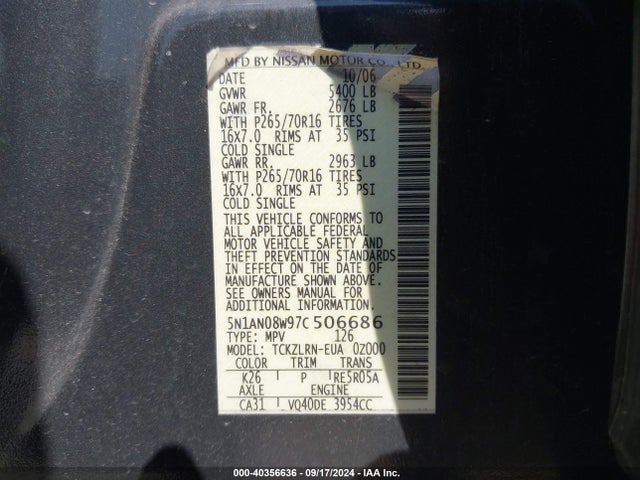 MFD BY NISSAN MOTOR CO., LTD.
DATE 10/06
GVWR 5400 LB
GAWR FR. 2676 LB
WITH P265/70R16 TIRES
16X7.0 RIMS AT 35 PSI
COLD SINGLE
GAWR RR. 2963 LB
WITH P265/70R16 TIRES
16X7.0 RIMS AT 35 PSI
COLD SINGLE
THIS VEHICLE CONFORMS TO
ALL APPLICABLE FEDERAL
MOTOR VEHICLE SAFETY AND
THEFT PREVENTION STANDARDS
IN EFFECT ON THE DATE OF
MANUFACTURE SHOWN ABOVE.
SEE OWNERS MANUAL FOR
ADDITIONAL INFORMATION
5N1AN08W97C506686
TYPE: MPV 126
MODEL: TCKZLRN-EUA 0Z000
COLOR TRIM TRANS
K26 P RE5R05A
AXLE ENGINE
CA31 VQ40DE 3954CC
000-40356636 - 09/17/2024 - IAA Inc.